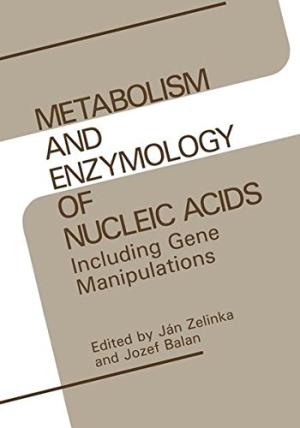 METABOLISM
AND
ENZYMOLOGY
OF
NUCLEIC ACIDS
Including Gene
Manipulations
Edited by Ján Zelinka
and Jozef Balan